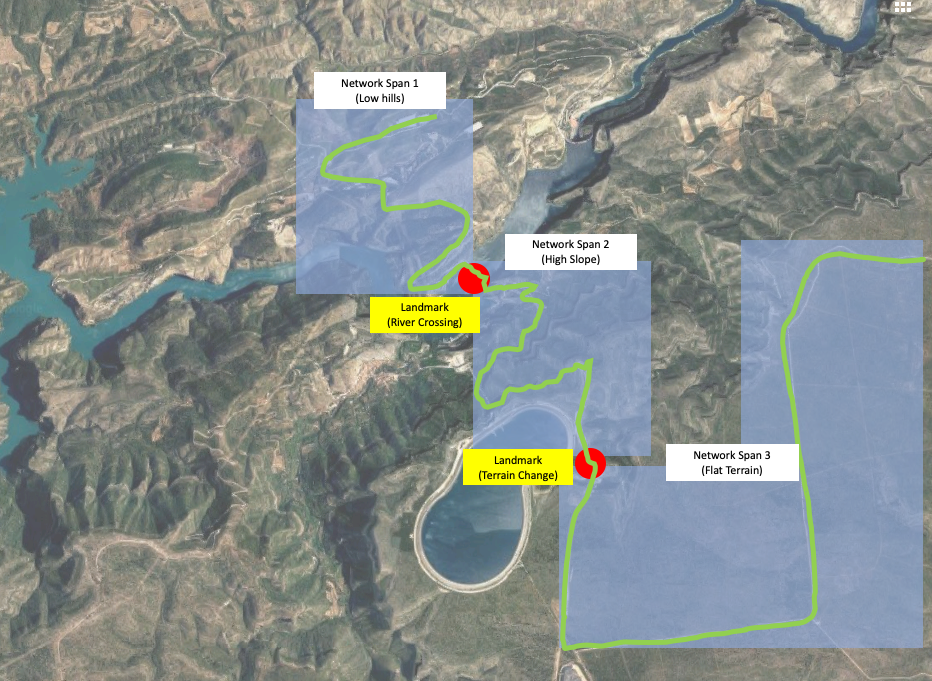 Network Span 1
(Low hills)
Network Span 2
(High Slope)
Landmark
(River Crossing)
Landmark
(Terrain Change)
Network Span 3
(Flat Terrain)